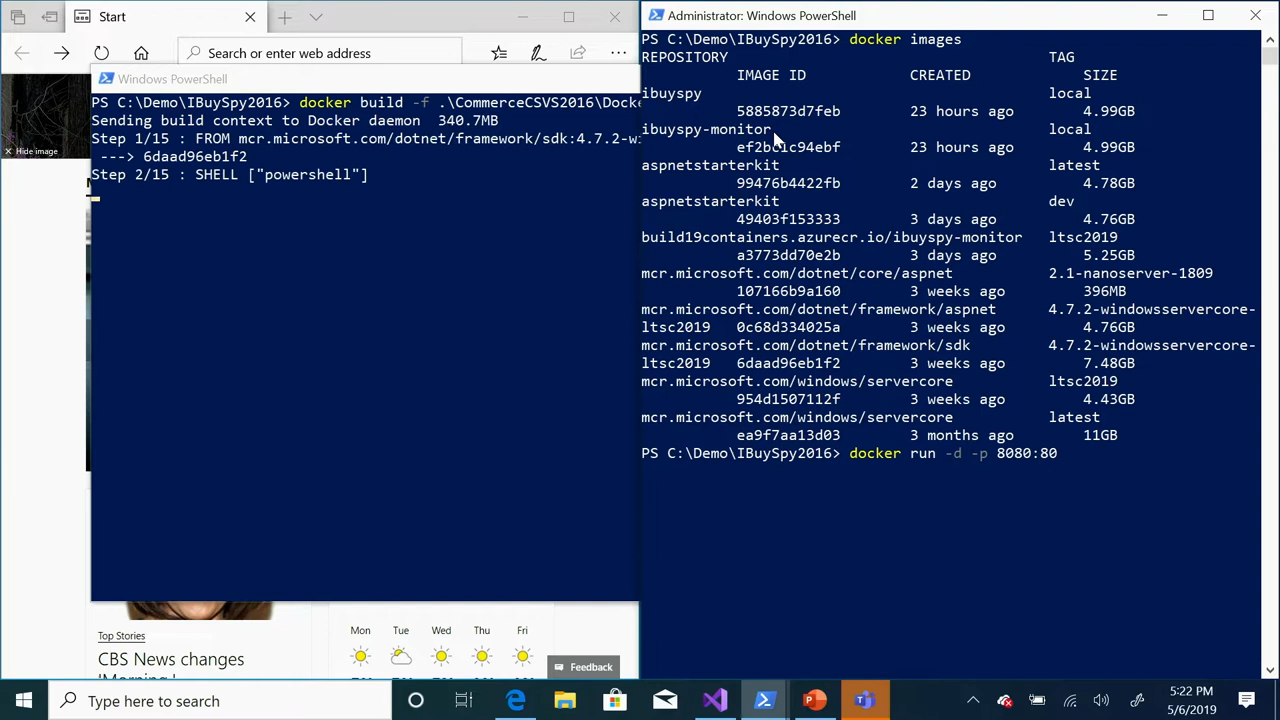 Start
Search or enter web address
Hide image
Windows PowerShell
PS C:\Demo\IBuySpy2016> docker build -f .\CommerceCSVS2016\Docke
Sending build context to Docker daemon  340.7MB
Step 1/15 : FROM mcr.microsoft.com/dotnet/framework/sdk:4.7.2-wi
---> 6daad96eb1f2
Step 2/15 : SHELL ["powershell"]
Top Stories
CBS News changes
Mon Tue Wed Thu Fri
Feedback
Administrator: Windows PowerShell
PS C:\Demo\IBuySpy2016> docker images
REPOSITORY TAG
IMAGE ID CREATED SIZE
ibuyspy local
5885873d7feb 23 hours ago 4.99GB
ibuyspy-monitor local
ef2bc1c94ebf 23 hours ago 4.99GB
aspnetstarterkit latest
99476b4422fb 2 days ago 4.78GB
aspnetstarterkit dev
49403f153333 3 days ago 4.76GB
build19containers.azurecr.io/ibuyspy-monitor ltsc2019
a3773dd70e2b 3 days ago 5.25GB
mcr.microsoft.com/dotnet/core/aspnet 2.1-nanoserver-1809
107166b9a160 3 weeks ago 396MB
mcr.microsoft.com/dotnet/framework/aspnet 4.7.2-windowsservercore-
ltsc2019 0c68d334025a 3 weeks ago 4.76GB
mcr.microsoft.com/dotnet/framework/sdk 4.7.2-windowsservercore-
ltsc2019 6daad96eb1f2 3 weeks ago 7.48GB
mcr.microsoft.com/windows/servercore ltsc2019
954d1507112f 3 weeks ago 4.43GB
mcr.microsoft.com/windows/servercore latest
ea9f7aa13d03 3 months ago 11GB
PS C:\Demo\IBuySpy2016> docker run -d -p 8080:80
Type here to search
5:22 PM
5/6/2019